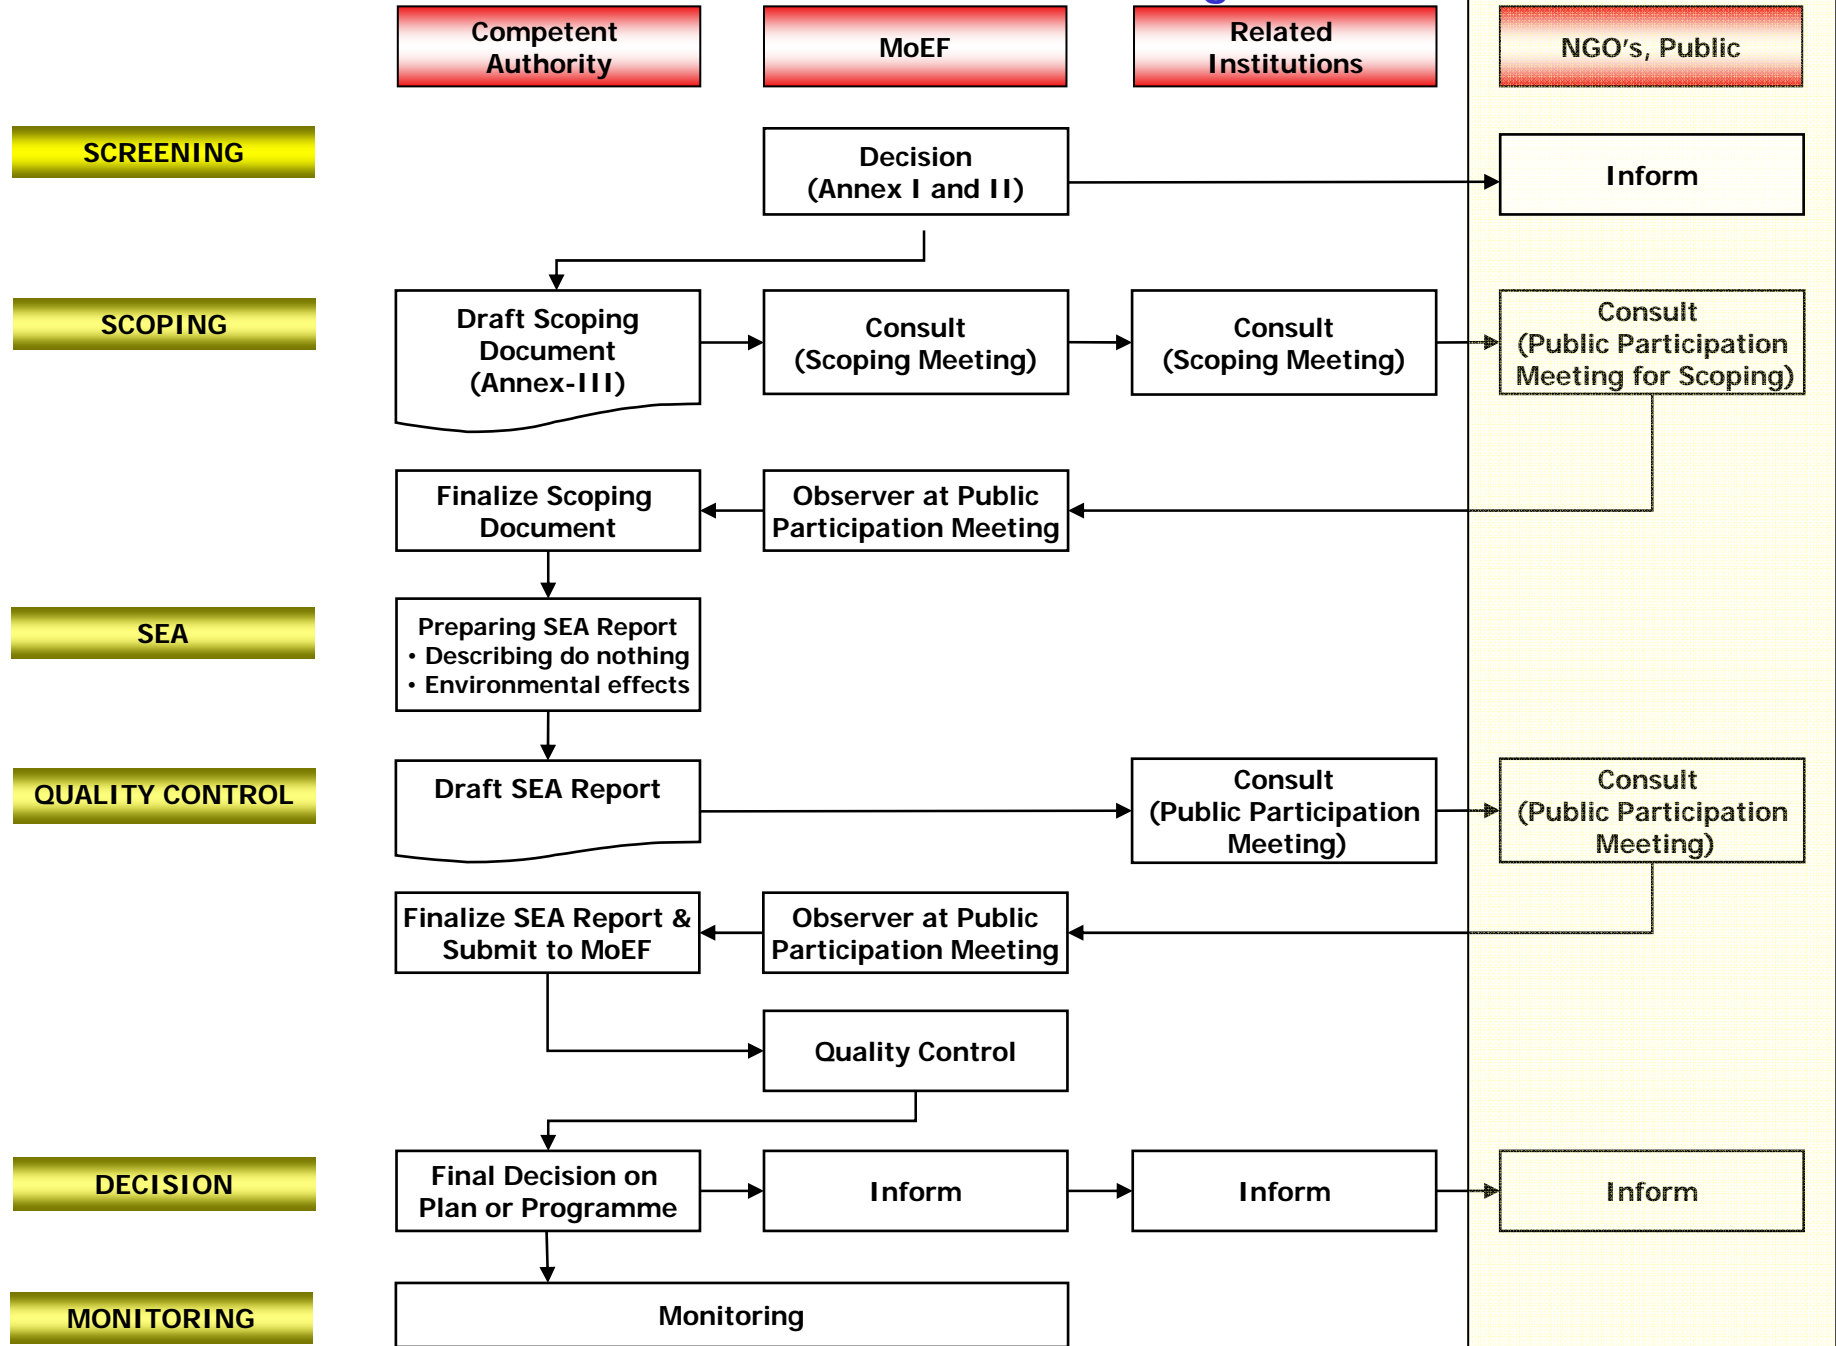 Competent
Authority
MoEF
Related
Institutions
NGO's, Public
SCREENING
Decision
(Annex I and II)
Inform
SCOPING
Draft Scoping
Document
(Annex-III)
Consult
(Scoping Meeting)
Consult
(Scoping Meeting)
Consult
(Public Participation
Meeting for Scoping)
Finalize Scoping
Document
Observer at Public
Participation Meeting
SEA
Preparing SEA Report
• Describing do nothing
• Environmental effects
QUALITY CONTROL
Draft SEA Report
Consult
(Public Participation
Meeting)
Consult
(Public Participation
Meeting)
Finalize SEA Report &
Submit to MoEF
Observer at Public
Participation Meeting
Quality Control
DECISION
Final Decision on
Plan or Programme
Inform
Inform
Inform
MONITORING
Monitoring